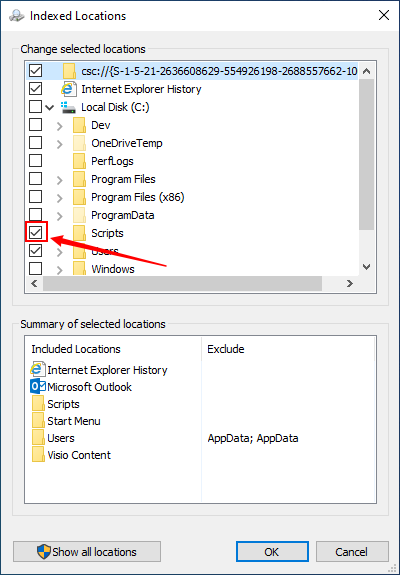 Indexed Locations
Change selected locations
csc://{S-1-5-21-2636608629-554926198-2688557662-10
Internet Explorer History
Local Disk (C:)
Dev
OneDriveTemp
PerfLogs
Program Files
Program Files (x86)
ProgramData
Scripts
Users
Windows
Summary of selected locations
Included Locations Exclude
Internet Explorer History
Microsoft Outlook
Scripts
Start Menu
Users AppData; AppData
Visio Content
Show all locations OK Cancel